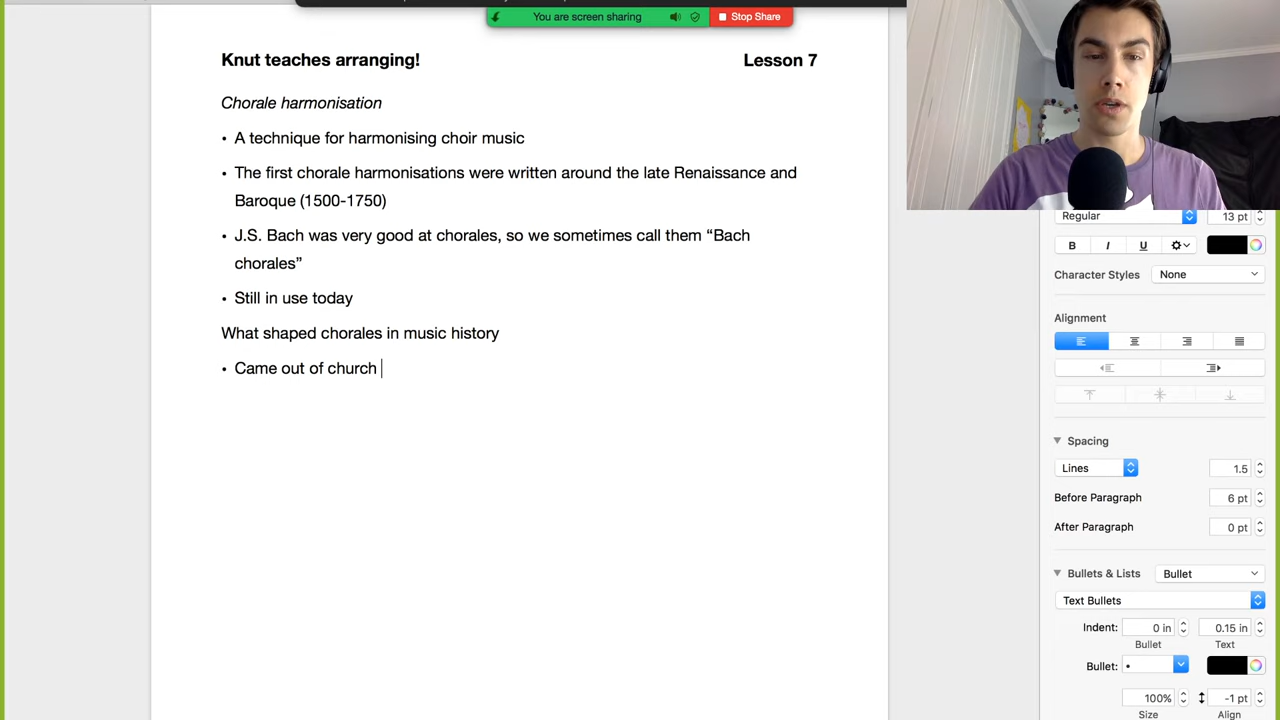 You are screen sharing
Stop Share
Knut teaches arranging!
Lesson 7
Chorale harmonisation
• A technique for harmonising choir music
• The first chorale harmonisations were written around the late Renaissance and
Baroque (1500-1750)
• J.S. Bach was very good at chorales, so we sometimes call them “Bach
chorales”
• Still in use today
What shaped chorales in music history
• Came out of church
Regular
13 pt
B I U
Character Styles
None
Alignment
Spacing
Lines
1.5
Before Paragraph
6 pt
After Paragraph
0 pt
Bullets & Lists
Bullet
Text Bullets
Indent:
0 in
0.15 in
Bullet
Text
Bullet:
•
100%
-1 pt
Size
Align